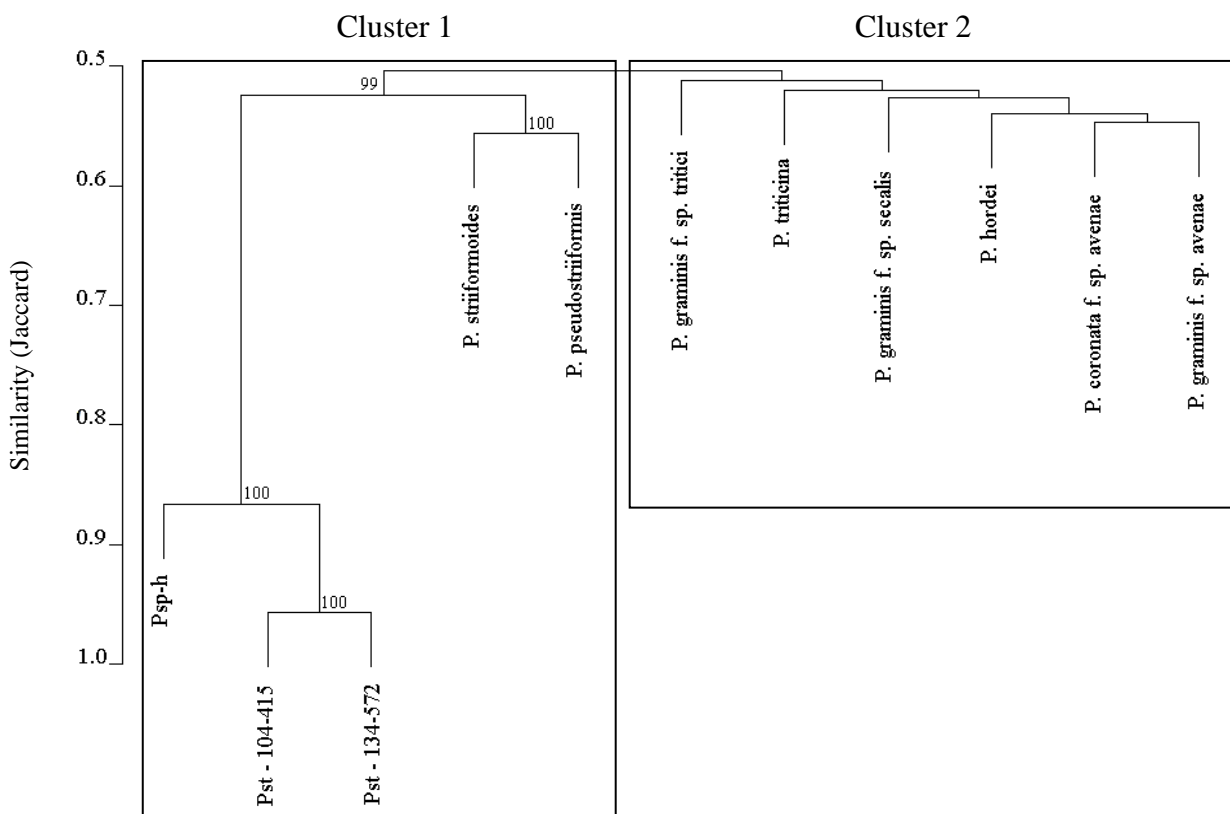 Cluster 1
Cluster 2
Similarity (Jaccard)
0.5
0.6
0.7
0.8
0.9
1.0
99
100
100
100
Psp-h
Pst - 104-415
Pst - 134-572
P. striiformoides
P. pseudostriiformis
P. graminis f. sp. tritici
P. triticina
P. graminis f. sp. secalis
P. hordei
P. coronata f. sp. avenae
P. graminis f. sp. avenae